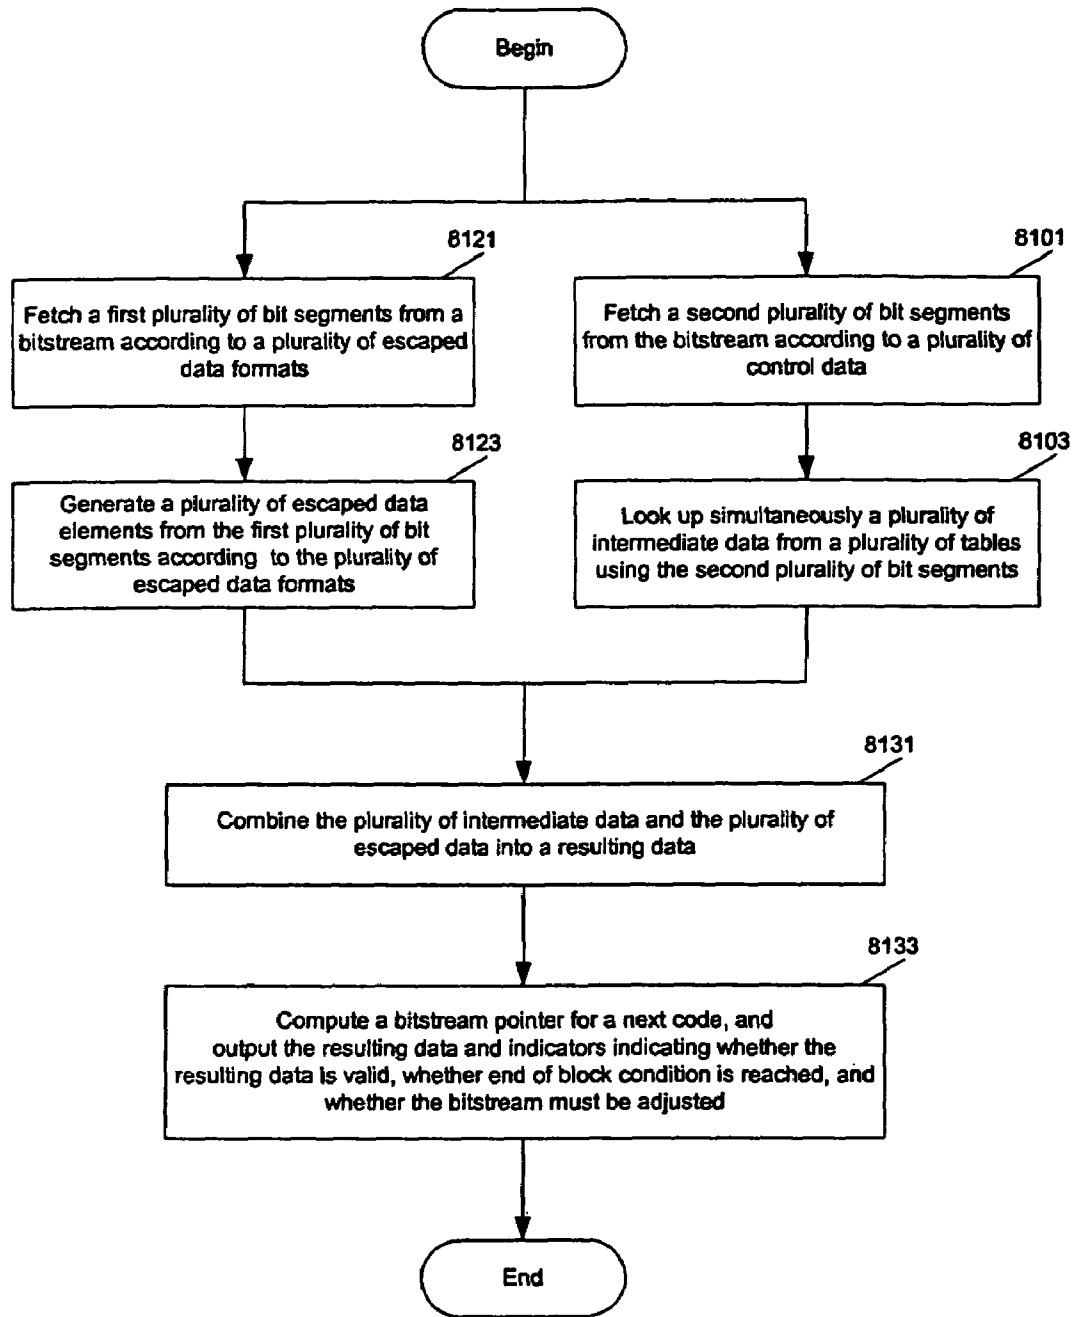 Begin
8121
Fetch a first plurality of bit segments from a
bitstream according to a plurality of escaped
data formats
8101
Fetch a second plurality of bit segments
from the bitstream according to a plurality of
control data
8123
Generate a plurality of escaped data
elements from the first plurality of bit
segments according to the plurality of
escaped data formats
8103
Look up simultaneously a plurality of
intermediate data from a plurality of tables
using the second plurality of bit segments
8131
Combine the plurality of intermediate data and the plurality of
escaped data into a resulting data
8133
Compute a bitstream pointer for a next code, and
output the resulting data and indicators indicating whether the
resulting data is valid, whether end of block condition is reached, and
whether the bitstream must be adjusted
End